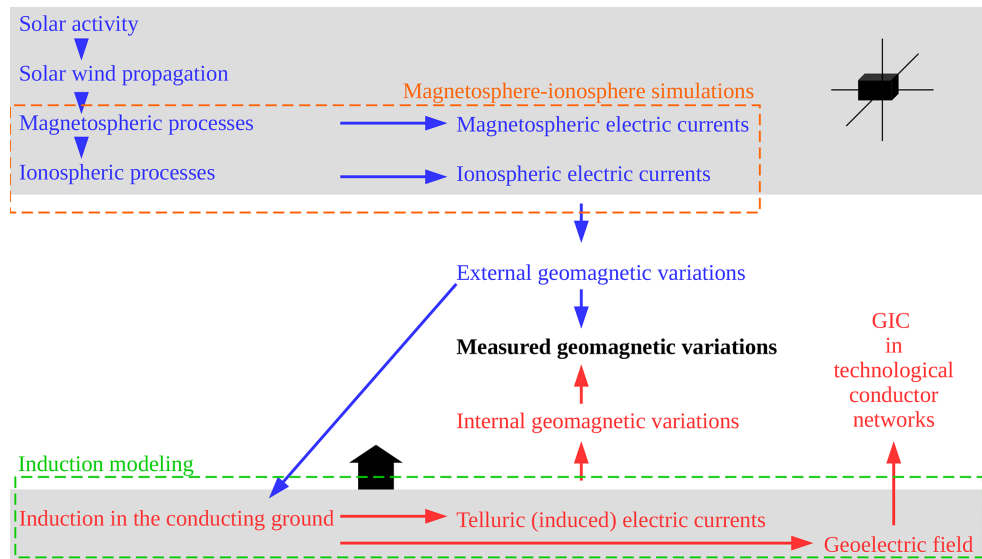 Solar activity
Solar wind propagation
Magnetosphere-ionosphere simulations
Magnetospheric processes
Magnetospheric electric currents
Ionospheric processes
Ionospheric electric currents
External geomagnetic variations
Measured geomagnetic variations
GIC
in
technological
conductor
networks
Internal geomagnetic variations
Induction modeling
Induction in the conducting ground
Telluric (induced) electric currents
Geoelectric field